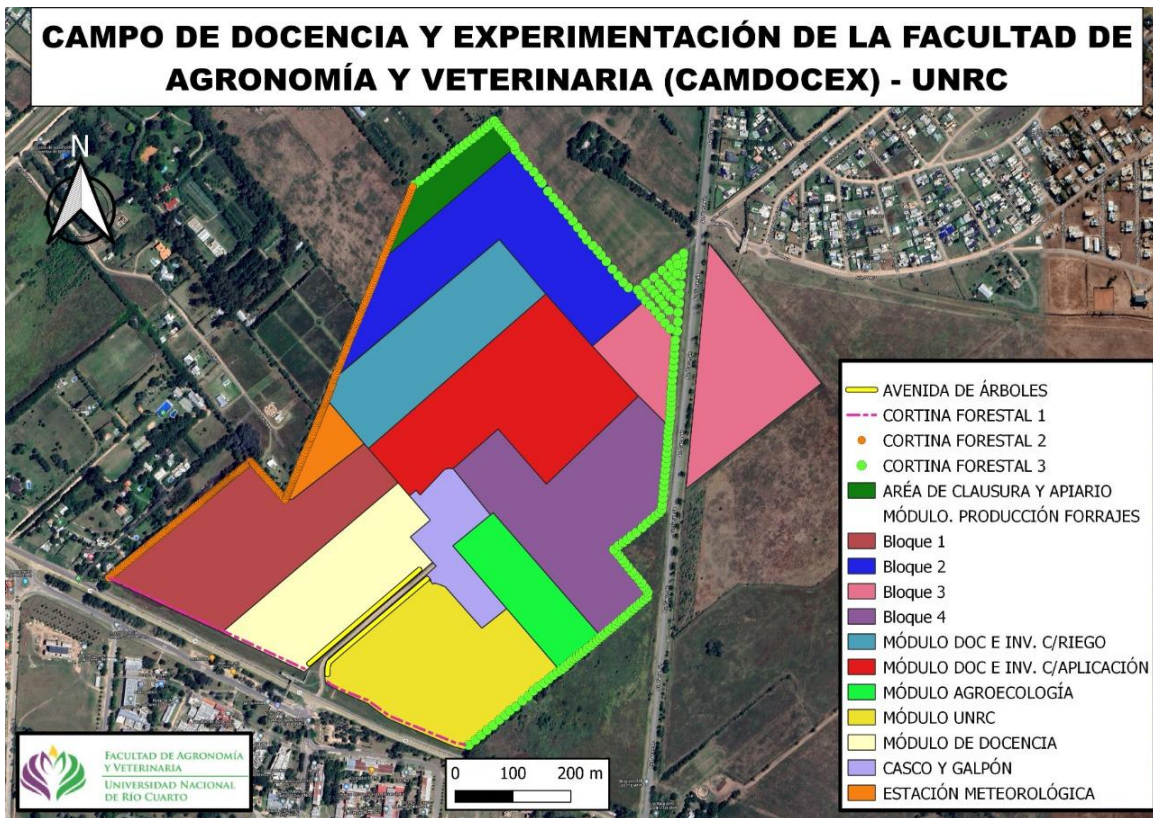 CAMPO DE DOCENCIA Y EXPERIMENTACIÓN DE LA FACULTAD DE
AGRONOMÍA Y VETERINARIA (CAMDOCEX) - UNRC
N
AVENIDA DE ÁRBOLES
CORTINA FORESTAL 1
CORTINA FORESTAL 2
CORTINA FORESTAL 3
ARÉA DE CLAUSURA Y APIARIO
MÓDULO. PRODUCCIÓN FORRAJES
Bloque 1
Bloque 2
Bloque 3
Bloque 4
MÓDULO DOC E INV. C/RIEGO
MÓDULO DOC E INV. C/APLICACIÓN
MÓDULO AGROECOLOGÍA
MÓDULO UNRC
MÓDULO DE DOCENCIA
CASCO Y GALPÓN
ESTACIÓN METEOROLÓGICA
FACULTAD DE AGRONOMÍA
Y VETERINARIA
UNIVERSIDAD NACIONAL
DE RÍO CUARTO
0 100 200 m